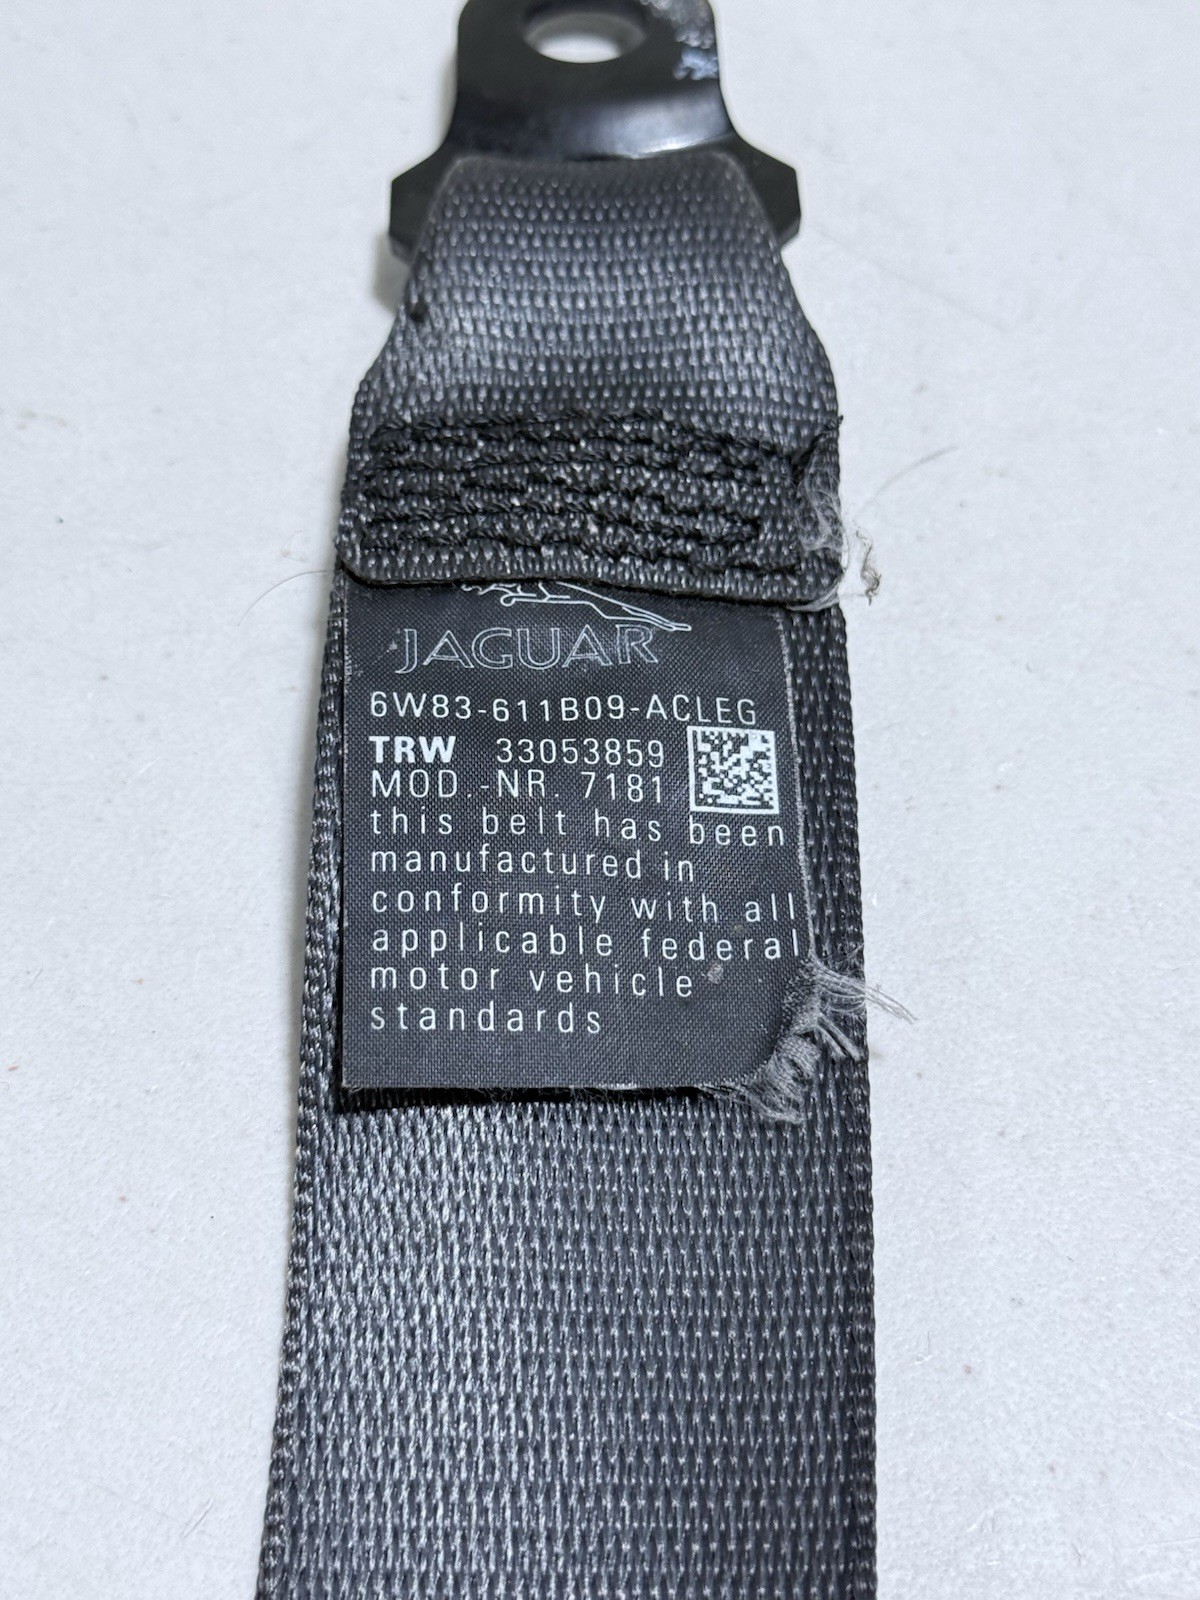 JAGUAR
6W83-611B09-ACLEG
TRW 33053859
MOD.-NR. 7181
this belt has been
manufactured in
conformity with all
applicable federal
motor vehicle
standards